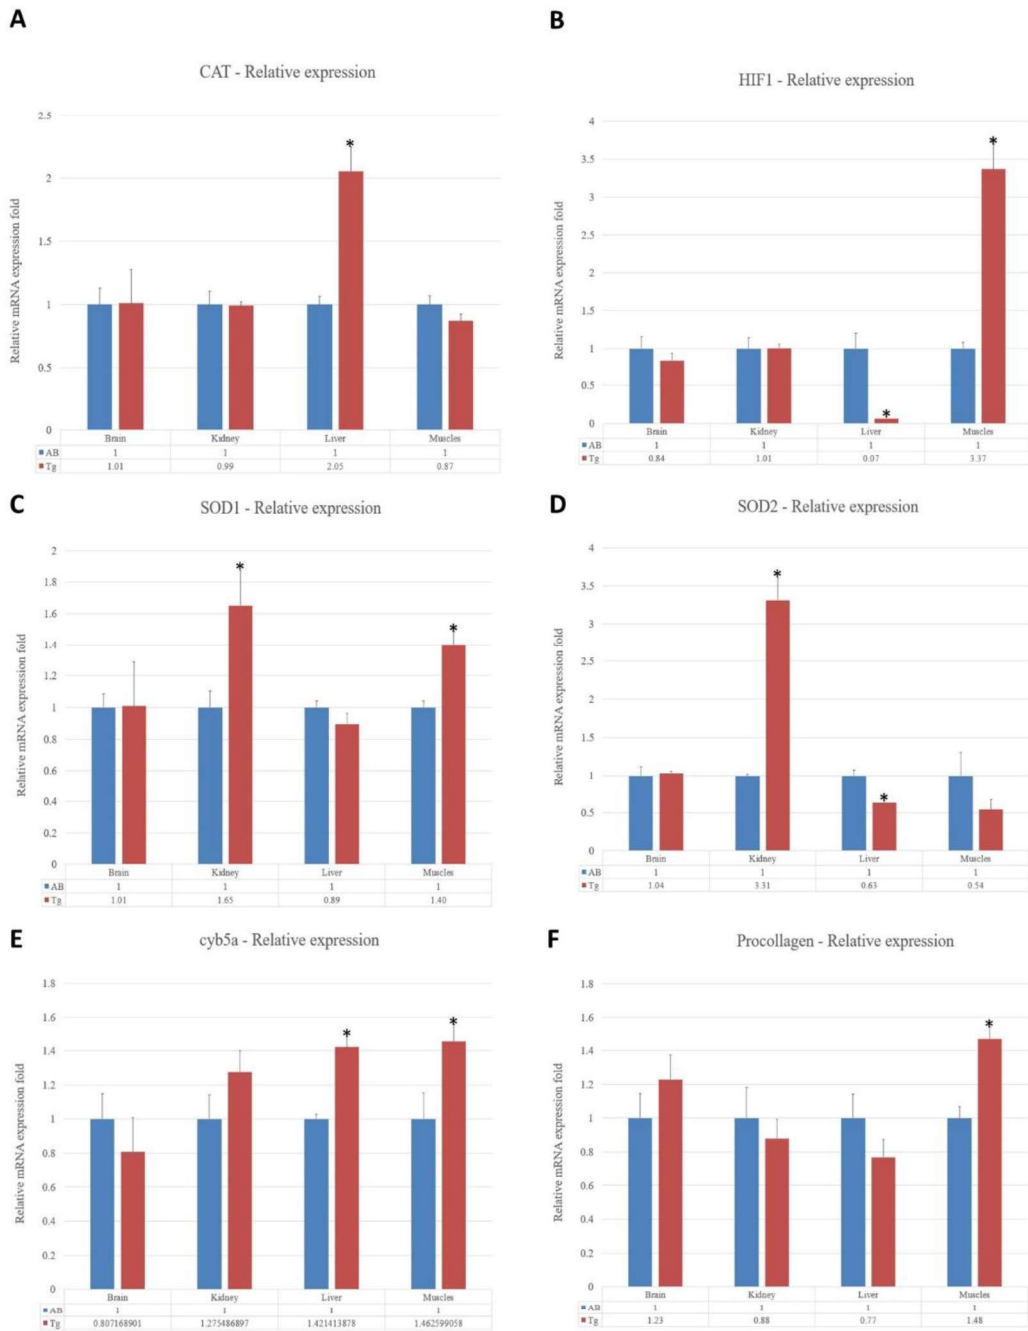 A
CAT - Relative expression
Relative mRNA expression fold
2.5
2
1.5
1
0.5
0
*
Brain Kidney Liver Muscles
AB 1 1 1 1
Tg 1.01 0.99 2.05 0.87
B
HIF1 - Relative expression
Relative mRNA expression fold
4
3.5
3
2.5
2
1.5
1
0.5
0
* *
Brain Kidney Liver Muscles
AB 1 1 1 1
Tg 0.84 1.01 0.07 3.37
C
SOD1 - Relative expression
Relative mRNA expression fold
2
1.8
1.6
1.4
1.2
1
0.8
0.6
0.4
0.2
0
* *
Brain Kidney Liver Muscles
AB 1 1 1 1
Tg 1.01 1.65 0.89 1.40
D
SOD2 - Relative expression
Relative mRNA expression fold
4
3.5
3
2.5
2
1.5
1
0.5
0
* *
Brain Kidney Liver Muscles
AB 1 1 1 1
Tg 1.04 3.31 0.63 0.54
E
cyb5a - Relative expression
Relative mRNA expression fold
1.8
1.6
1.4
1.2
1
0.8
0.6
0.4
0.2
0
* *
Brain Kidney Liver Muscles
AB 1 1 1 1
Tg 0.807168901 1.275486897 1.421413878 1.462599058
F
Procollagen - Relative expression
Relative mRNA expression fold
1.8
1.6
1.4
1.2
1
0.8
0.6
0.4
0.2
0
*
Brain Kidney Liver Muscles
AB 1 1 1 1
Tg 1.23 0.88 0.77 1.48